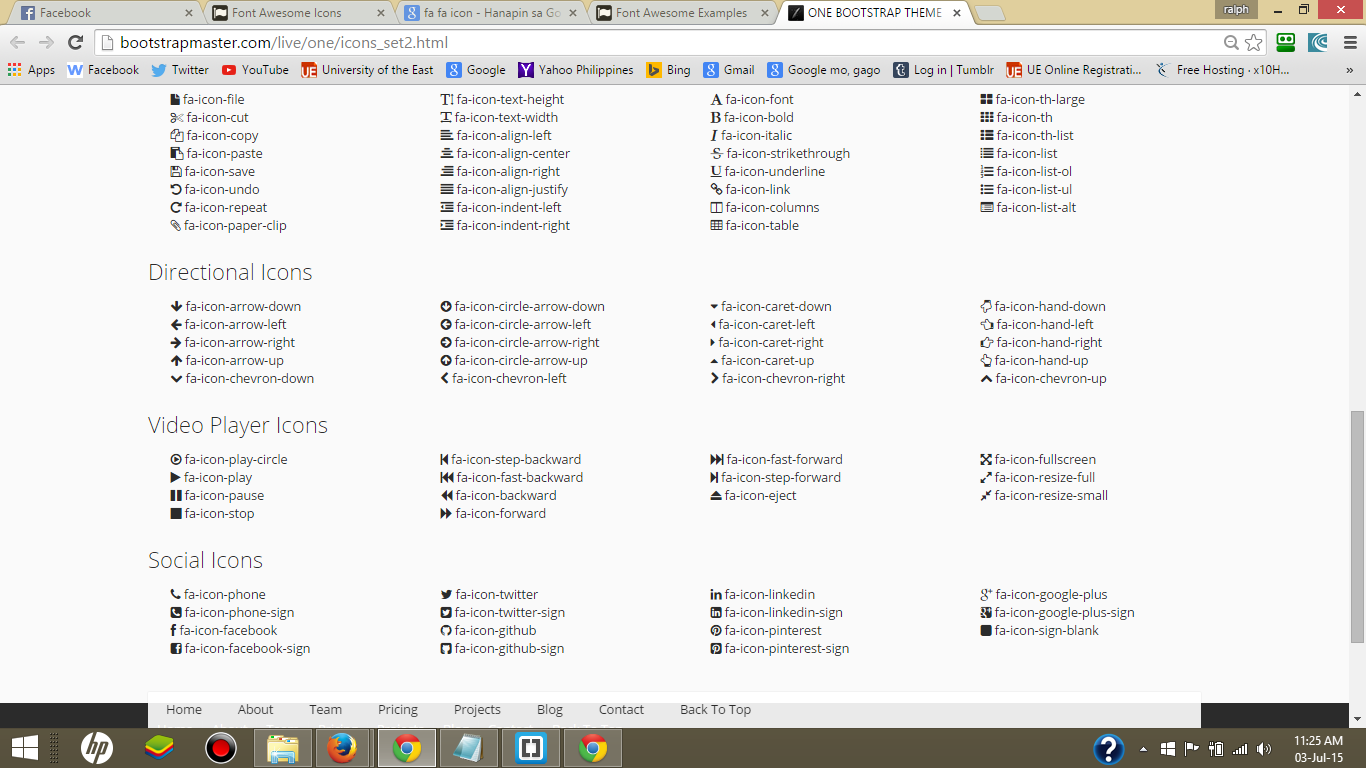 Facebook
Font Awesome Icons
fa fa icon - Hanapin sa Go
Font Awesome Examples
ONE BOOTSTRAP THEME
ralph
bootstrapmaster.com/live/one/icons_set2.html
Apps Facebook Twitter YouTube University of the East Google Yahoo Philippines Bing Gmail Google mo, gago Log in | Tumblr UE Online Registrati... Free Hosting · x10H... »
fa-icon-file fa-icon-text-height fa-icon-font fa-icon-th-large
fa-icon-cut fa-icon-text-width fa-icon-bold fa-icon-th
fa-icon-copy fa-icon-align-left fa-icon-italic fa-icon-th-list
fa-icon-paste fa-icon-align-center fa-icon-strikethrough fa-icon-list
fa-icon-save fa-icon-align-right fa-icon-underline fa-icon-list-ol
fa-icon-undo fa-icon-align-justify fa-icon-link fa-icon-list-ul
fa-icon-repeat fa-icon-indent-left fa-icon-columns fa-icon-list-alt
fa-icon-paper-clip fa-icon-indent-right fa-icon-table
Directional Icons
fa-icon-arrow-down fa-icon-circle-arrow-down fa-icon-caret-down fa-icon-hand-down
fa-icon-arrow-left fa-icon-circle-arrow-left fa-icon-caret-left fa-icon-hand-left
fa-icon-arrow-right fa-icon-circle-arrow-right fa-icon-caret-right fa-icon-hand-right
fa-icon-arrow-up fa-icon-circle-arrow-up fa-icon-caret-up fa-icon-hand-up
fa-icon-chevron-down fa-icon-chevron-left fa-icon-chevron-right fa-icon-chevron-up
Video Player Icons
fa-icon-play-circle fa-icon-step-backward fa-icon-fast-forward fa-icon-fullscreen
fa-icon-play fa-icon-fast-backward fa-icon-step-forward fa-icon-resize-full
fa-icon-pause fa-icon-backward fa-icon-eject fa-icon-resize-small
fa-icon-stop fa-icon-forward
Social Icons
fa-icon-phone fa-icon-twitter fa-icon-linkedin fa-icon-google-plus
fa-icon-phone-sign fa-icon-twitter-sign fa-icon-linkedin-sign fa-icon-google-plus-sign
fa-icon-facebook fa-icon-github fa-icon-pinterest fa-icon-sign-blank
fa-icon-facebook-sign fa-icon-github-sign fa-icon-pinterest-sign
Home About Team Pricing Projects Blog Contact Back To Top
Home About Team Pricing Projects Blog Contact Back To Top
hp
11:25 AM
03-Jul-15